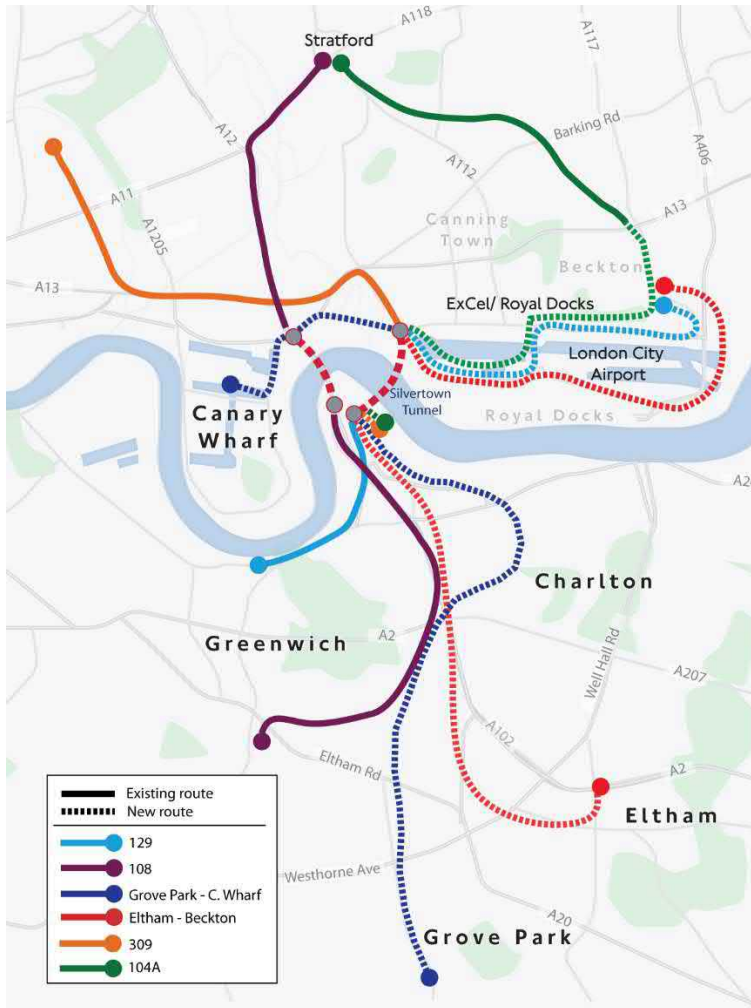 A118
Stratford
A117
A12
Barking Rd
A406
A11
A112
A13
Canning
Town
A1205
Beckton
A13
ExCel/ Royal Docks
London City
Airport
Silvertown
Tunnel
Canary
Wharf
Royal Docks
A20
Charlton
Greenwich
A2
Well Hall Rd
A207
A102
Eltham Rd
A2
Eltham
Existing route
New route
129
108
Grove Park - C. Wharf
Eltham - Beckton
309
104A
Westhorne Ave
A20
Grove Park